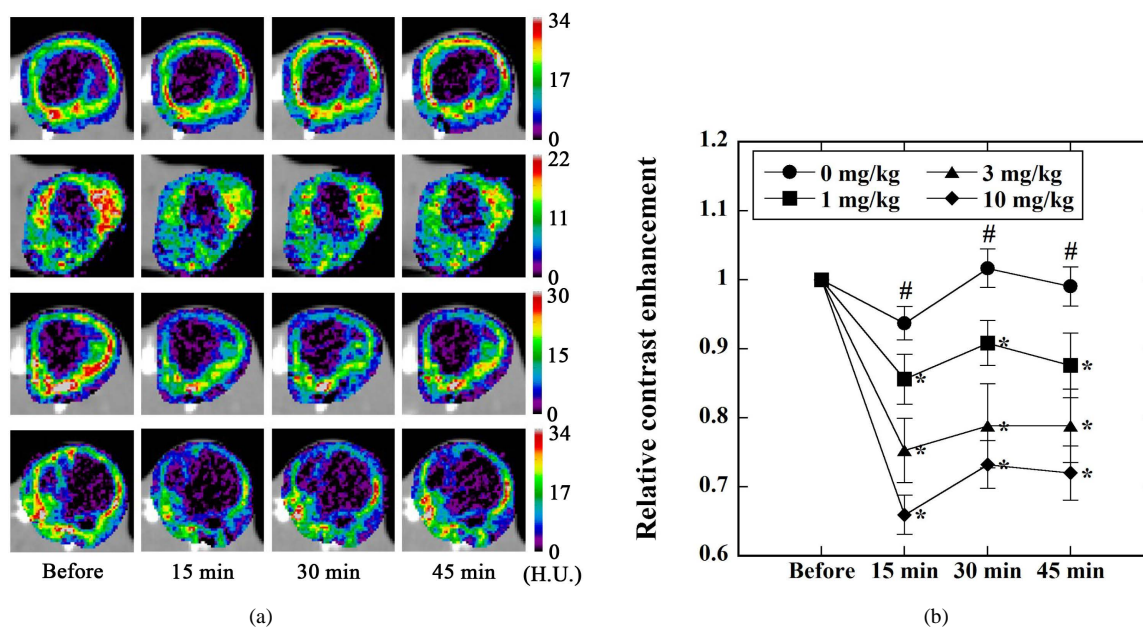 34
17
0
22
11
0
30
15
0
34
17
0
Before 15 min 30 min 45 min (H.U.)
(a)
Relative contrast enhancement
1.2
1.1
1
0.9
0.8
0.7
0.6
0 mg/kg 3 mg/kg
1 mg/kg 10 mg/kg
# # #
* * *
* * *
* * *
Before 15 min 30 min 45 min
(b)